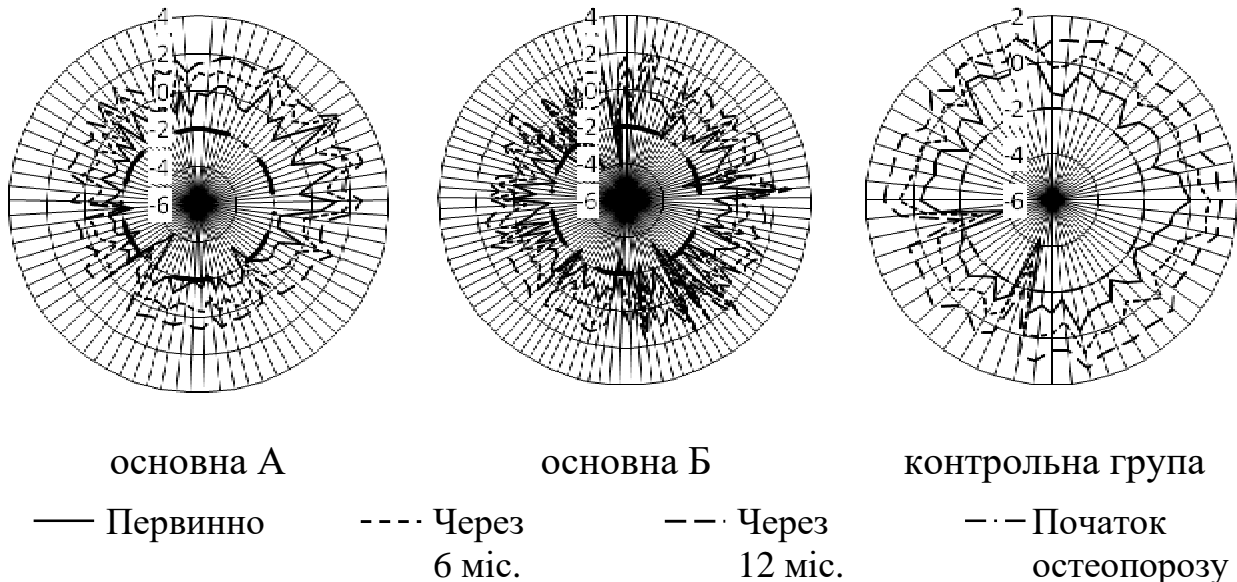 4
2
0
-2
-4
-6
4
2
0
-2
-4
-6
2
0
-2
-4
-6
основна А
основна Б
контрольна група
Первинно
Через
6 міс.
Через
12 міс.
Початок
остеопорозу